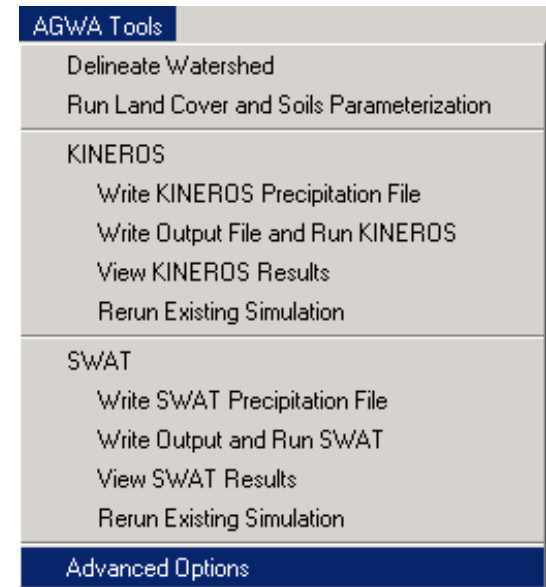 AGWA Tools
Delineate Watershed
Run Land Cover and Soils Parameterization
KINEROS
Write KINEROS Precipitation File
Write Output File and Run KINEROS
View KINEROS Results
Rerun Existing Simulation
SWAT
Write SWAT Precipitation File
Write Output and Run SWAT
View SWAT Results
Rerun Existing Simulation
Advanced Options